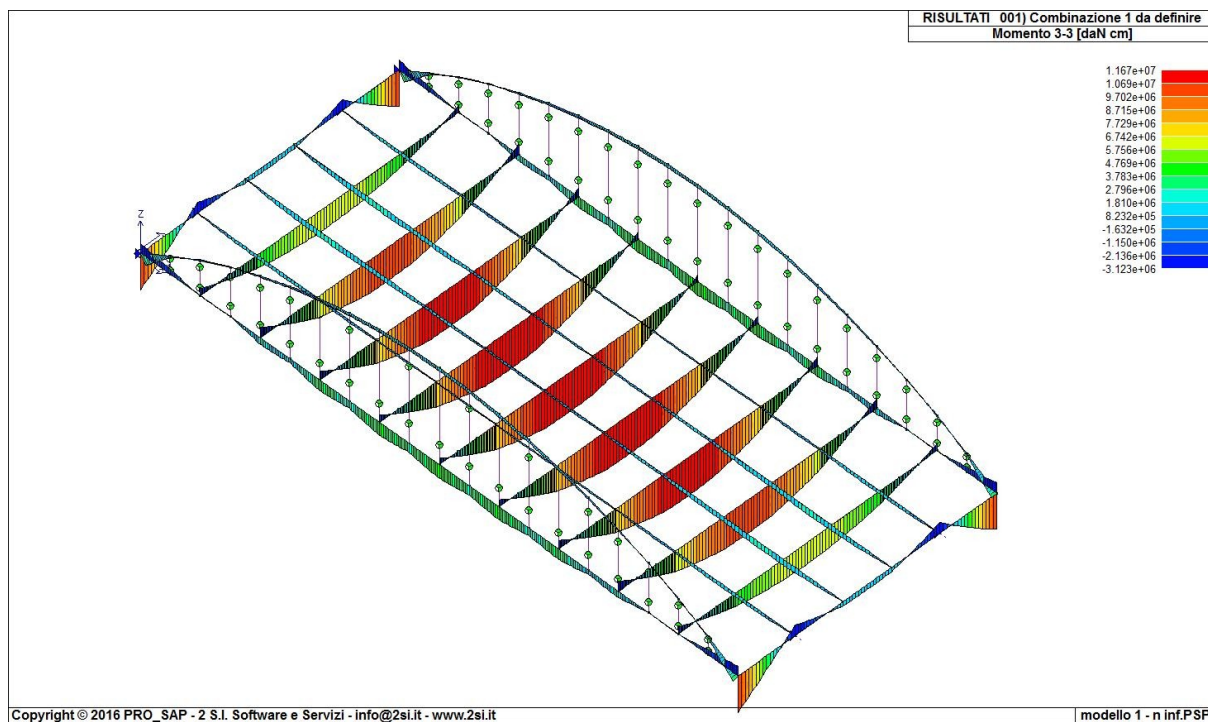 RISULTATI 001) Combinazione 1 da definire
Momento 3-3 [daN cm]
1.167e+07
1.069e+07
9.702e+06
8.715e+06
7.729e+06
6.742e+06
5.756e+06
4.769e+06
3.783e+06
2.796e+06
1.810e+06
8.232e+05
-1.632e+05
-1.150e+06
-2.136e+06
-3.123e+06
Z
Copyright © 2016 PRO_SAP - 2 S.I. Software e Servizi - info@2si.it - www.2si.it
modello 1 - n inf.PSP